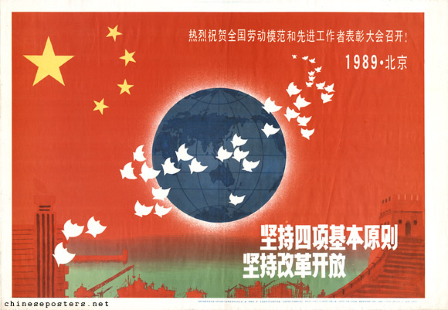 热烈祝贺全国劳动模范和先进工作者表彰大会召开!
1989·北京
坚持四项基本原则
坚持改革开放
chineseposters.net